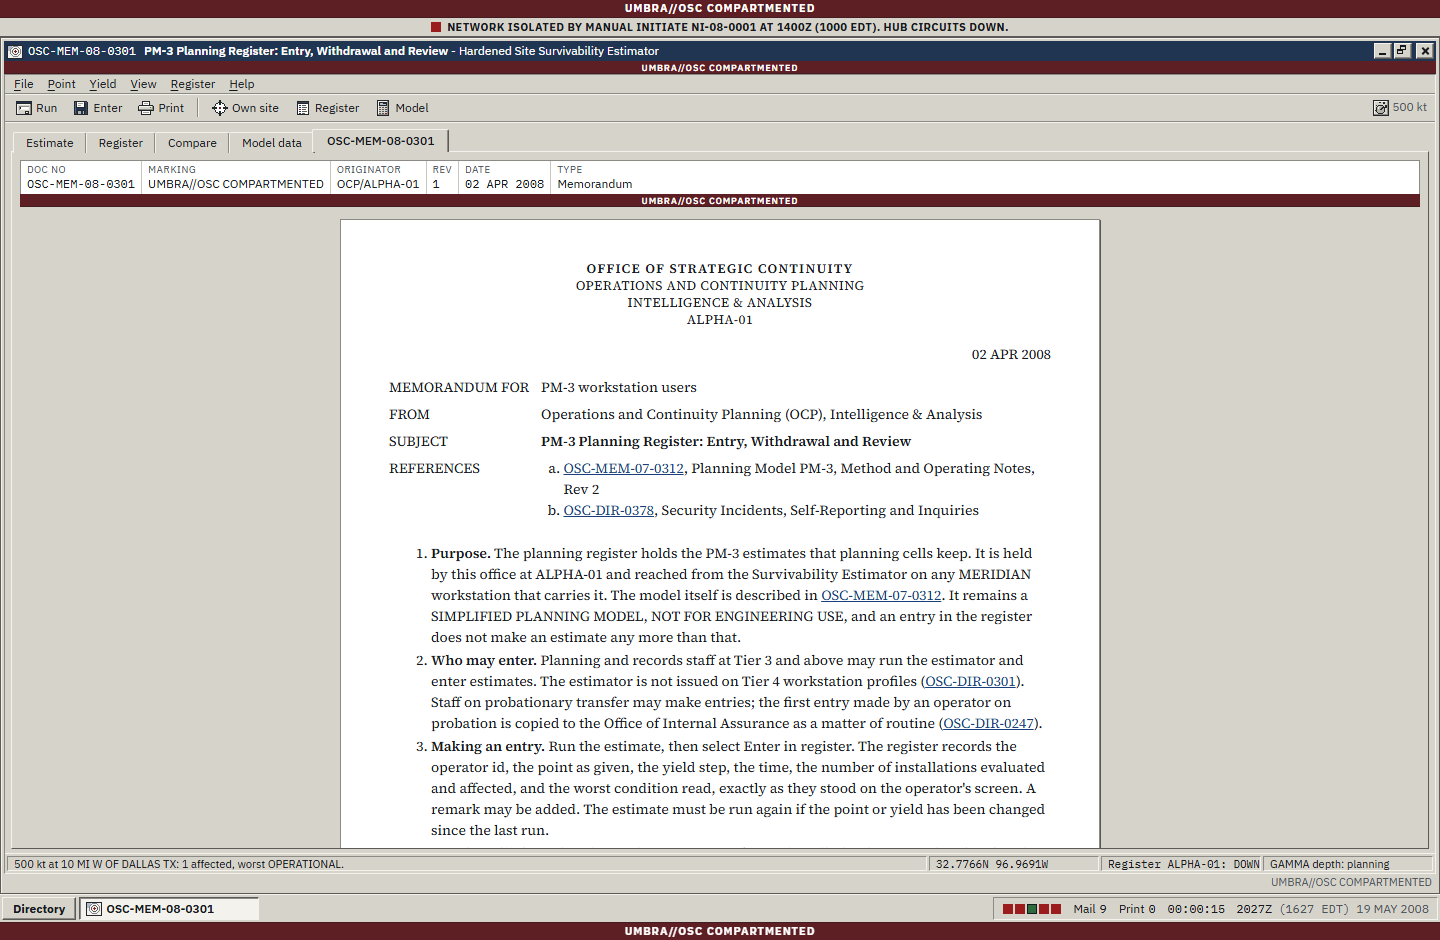 UMBRA//OSC COMPARTMENTED
NETWORK ISOLATED BY MANUAL INITIATE NI-08-0001 AT 1400Z (1000 EDT). HUB CIRCUITS DOWN.
OSC-MEM-08-0301 PM-3 Planning Register: Entry, Withdrawal and Review - Hardened Site Survivability Estimator
UMBRA//OSC COMPARTMENTED
File Point Yield View Register Help
Run Enter Print Own site Register Model 500 kt
Estimate Register Compare Model data OSC-MEM-08-0301
DOC NO MARKING ORIGINATOR REV DATE TYPE
OSC-MEM-08-0301 UMBRA//OSC COMPARTMENTED OCP/ALPHA-01 1 02 APR 2008 Memorandum
UMBRA//OSC COMPARTMENTED
OFFICE OF STRATEGIC CONTINUITY
OPERATIONS AND CONTINUITY PLANNING
INTELLIGENCE & ANALYSIS
ALPHA-01
02 APR 2008
MEMORANDUM FOR PM-3 workstation users
FROM Operations and Continuity Planning (OCP), Intelligence & Analysis
SUBJECT PM-3 Planning Register: Entry, Withdrawal and Review
REFERENCES a. OSC-MEM-07-0312, Planning Model PM-3, Method and Operating Notes,
Rev 2
b. OSC-DIR-0378, Security Incidents, Self-Reporting and Inquiries
1. Purpose. The planning register holds the PM-3 estimates that planning cells keep. It is held
by this office at ALPHA-01 and reached from the Survivability Estimator on any MERIDIAN
workstation that carries it. The model itself is described in OSC-MEM-07-0312. It remains a
SIMPLIFIED PLANNING MODEL, NOT FOR ENGINEERING USE, and an entry in the register
does not make an estimate any more than that.
2. Who may enter. Planning and records staff at Tier 3 and above may run the estimator and
enter estimates. The estimator is not issued on Tier 4 workstation profiles (OSC-DIR-0301).
Staff on probationary transfer may make entries; the first entry made by an operator on
probation is copied to the Office of Internal Assurance as a matter of routine (OSC-DIR-0247).
3. Making an entry. Run the estimate, then select Enter in register. The register records the
operator id, the point as given, the yield step, the time, the number of installations evaluated
and affected, and the worst condition read, exactly as they stood on the operator's screen. A
remark may be added. The estimate must be run again if the point or yield has been changed
since the last run.
500 kt at 10 MI W OF DALLAS TX: 1 affected, worst OPERATIONAL. 32.7766N 96.9691W Register ALPHA-01: DOWN GAMMA depth: planning
UMBRA//OSC COMPARTMENTED
Directory OSC-MEM-08-0301 Mail 9 Print 0 00:00:15 2027Z (1627 EDT) 19 MAY 2008
UMBRA//OSC COMPARTMENTED